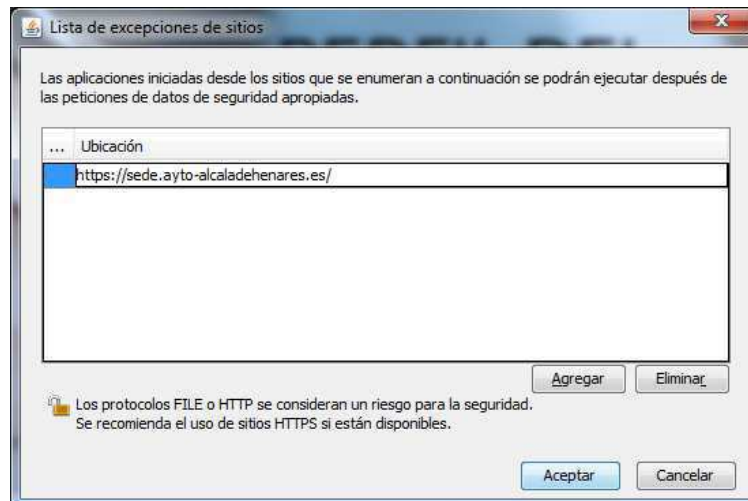 Lista de excepciones de sitios
Las aplicaciones iniciadas desde los sitios que se enumeran a continuación se podrán ejecutar después de
las peticiones de datos de seguridad apropiadas.
... Ubicación
https://sede.ayto-alcaladehenares.es/
Agregar Eliminar
Los protocolos FILE o HTTP se consideran un riesgo para la seguridad.
Se recomienda el uso de sitios HTTPS si están disponibles.
Aceptar Cancelar